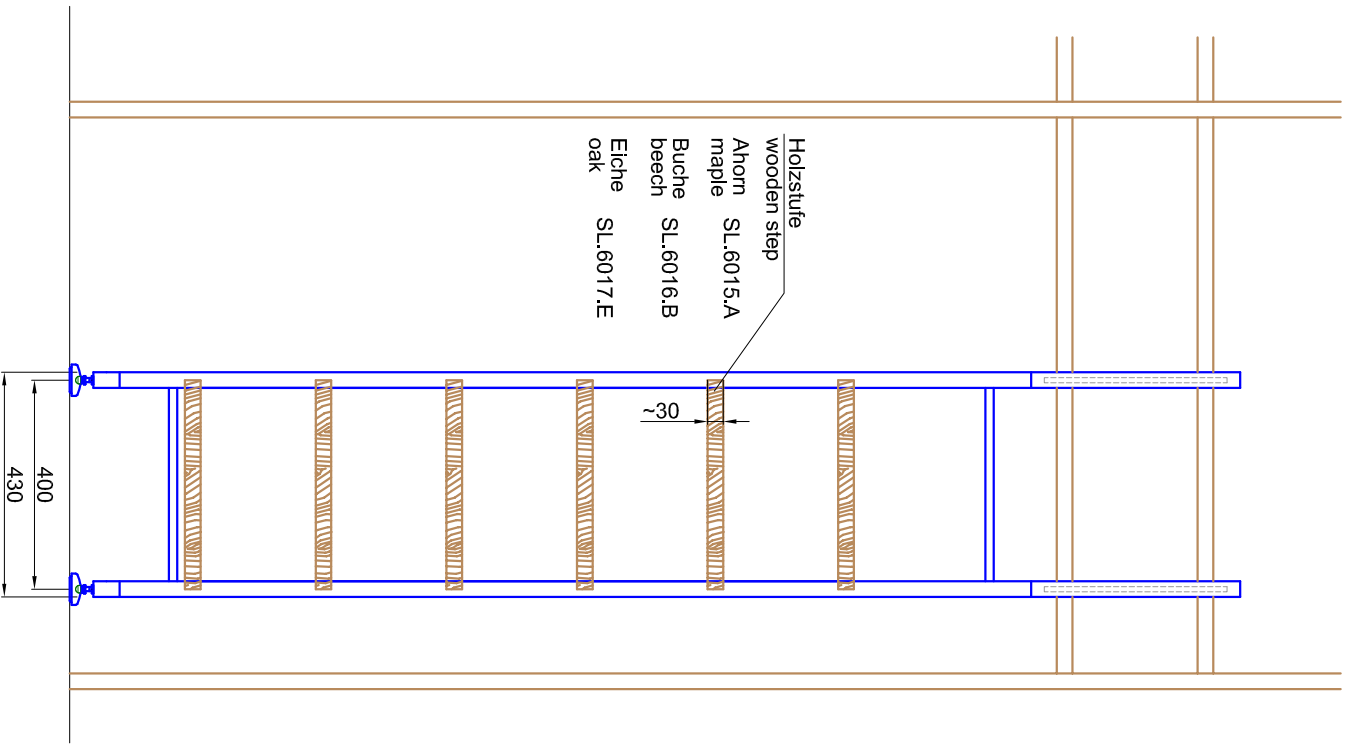 Holzstufe
wooden step
Ahorn
maple SL.6015.A
Buche
beech SL.6016.B
Eiche
oak SL.6017.E
~30
400
430